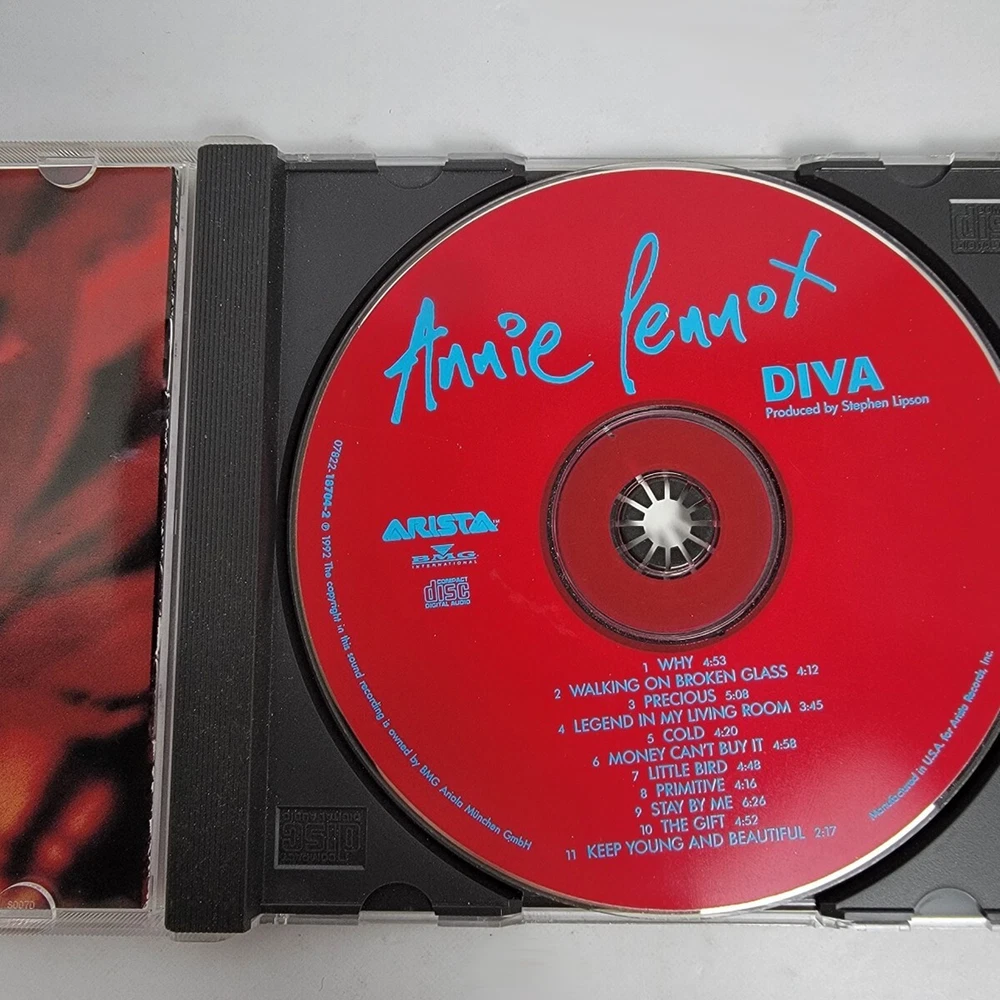 Annie Lennox
DIVA
Produced by Stephen Lipson
ARISTA™
BMG
INTERNATIONAL
COMPACT
disc
DIGITAL AUDIO
07822-18704-2 ℗ 1992 The copyright in this sound recording is owned by BMG Ariola München GmbH
1 WHY 4:53
2 WALKING ON BROKEN GLASS 4:12
3 PRECIOUS 5:08
4 LEGEND IN MY LIVING ROOM 3:45
5 COLD 4:20
6 MONEY CAN'T BUY IT 4:58
7 LITTLE BIRD 4:48
8 PRIMITIVE 4:16
9 STAY BY ME 6:26
10 THE GIFT 4:52
11 KEEP YOUNG AND BEAUTIFUL 2:17
Manufactured in U.S.A. for Arista Records, Inc.
COMPACT
disc
S007D